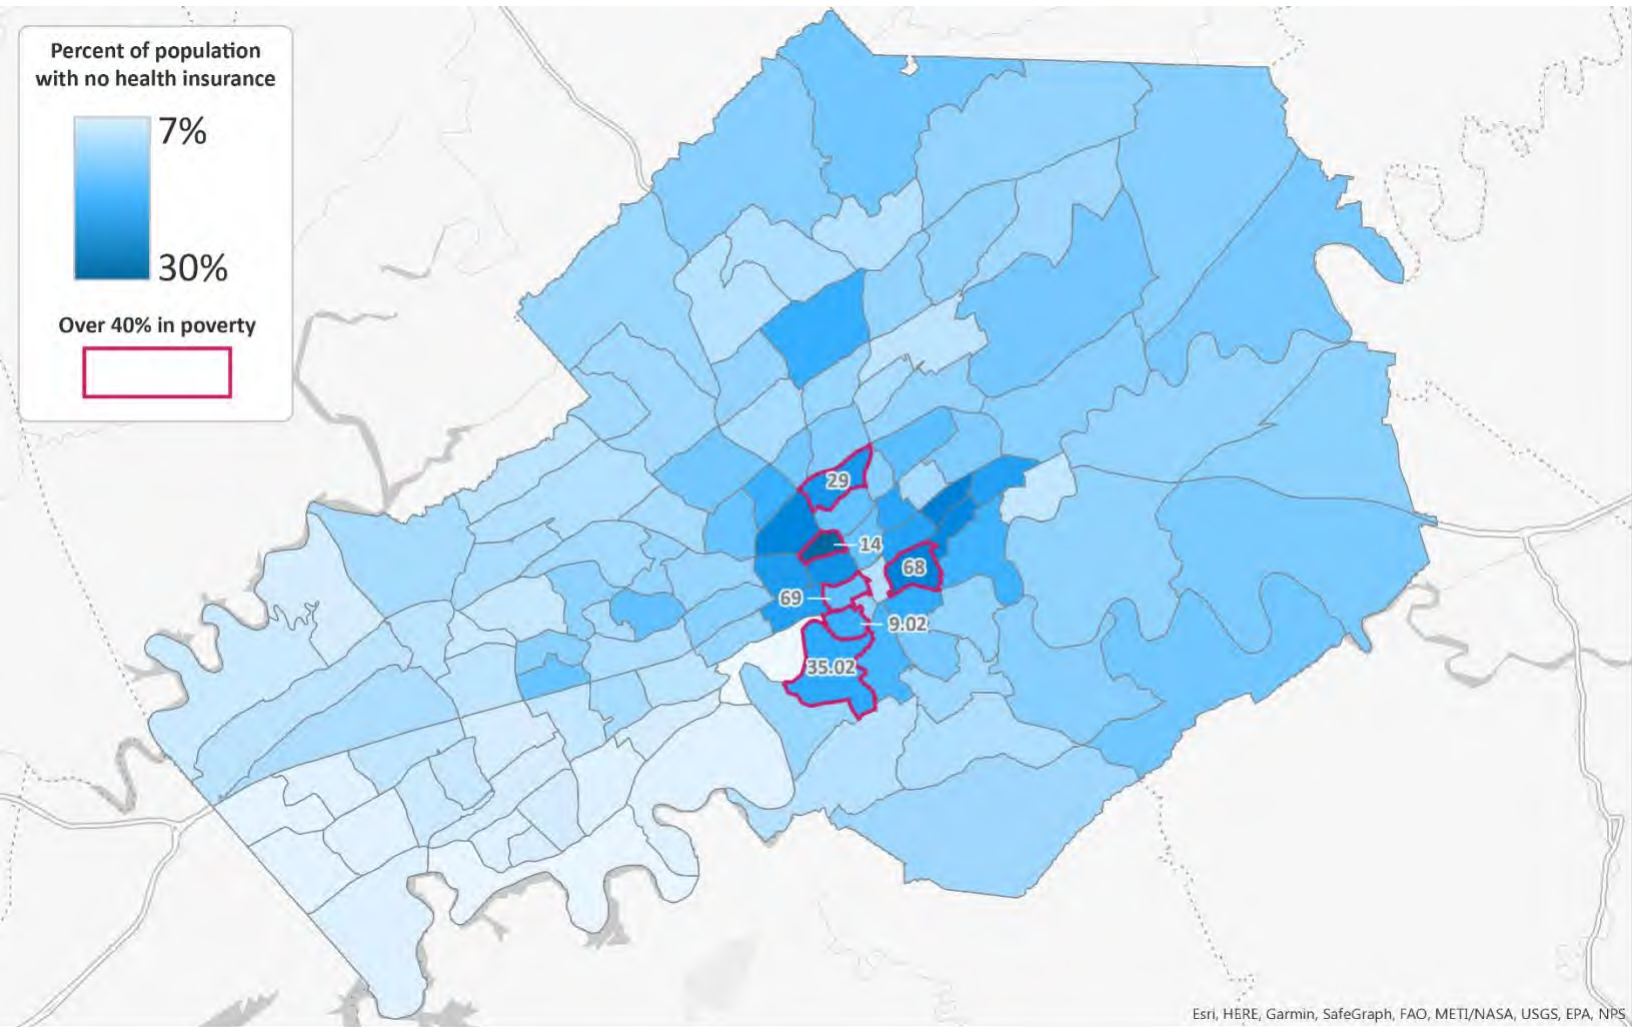 Percent of population
with no health insurance
7%
30%
Over 40% in poverty
29
14
68
69
9.02
35.02
Esri, HERE, Garmin, SafeGraph, FAO, METI/NASA, USGS, EPA, NPS